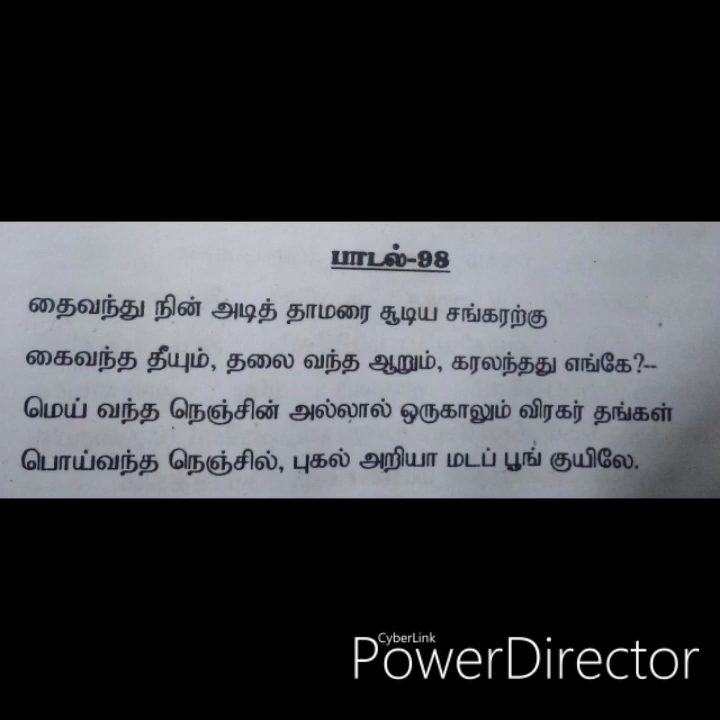 பாடல்-98
தைவந்து நின் அடித் தாமரை சூடிய சங்கரற்கு
கைவந்த தீயும், தலை வந்த ஆறும், கரலந்தது எங்கே?--
மெய் வந்த நெஞ்சின் அல்லால் ஒருகாலும் விரகர் தங்கள்
பொய்வந்த நெஞ்சில், புகல் அறியா மடப் பூங் குயிலே.
CyberLink
PowerDirector